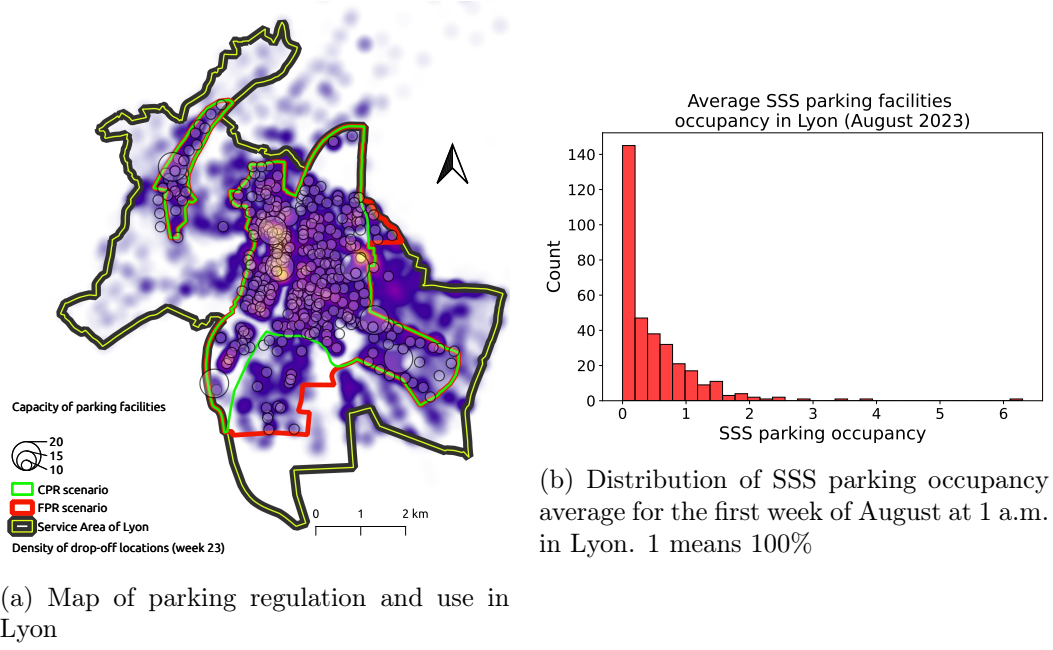 Capacity of parking facilities
20
15
10
CPR scenario
FPR scenario
Service Area of Lyon
Density of drop-off locations (week 23)
0 1 2 km
(a) Map of parking regulation and use in
Lyon
Average SSS parking facilities
occupancy in Lyon (August 2023)
Count
140
120
100
80
60
40
20
0
0 1 2 3 4 5 6
SSS parking occupancy
(b) Distribution of SSS parking occupancy
average for the first week of August at 1 a.m.
in Lyon. 1 means 100%